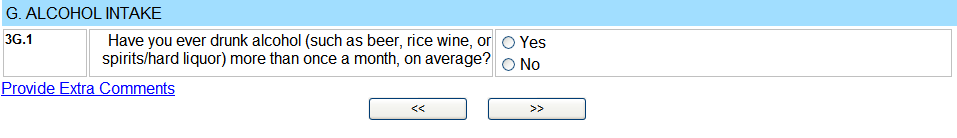 G. ALCOHOL INTAKE
3G.1
Have you ever drunk alcohol (such as beer, rice wine, or
spirits/hard liquor) more than once a month, on average?
Yes
No
Provide Extra Comments
<< >>